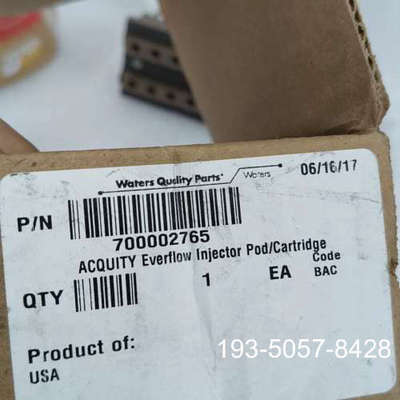 Waters Quality Parts
Waters
06/16/17
P/N
700002765
ACQUITY Everflow Injector Pod/Cartridge
QTY
1
EA
Code
BAC
Product of:
USA
193-5057-8428